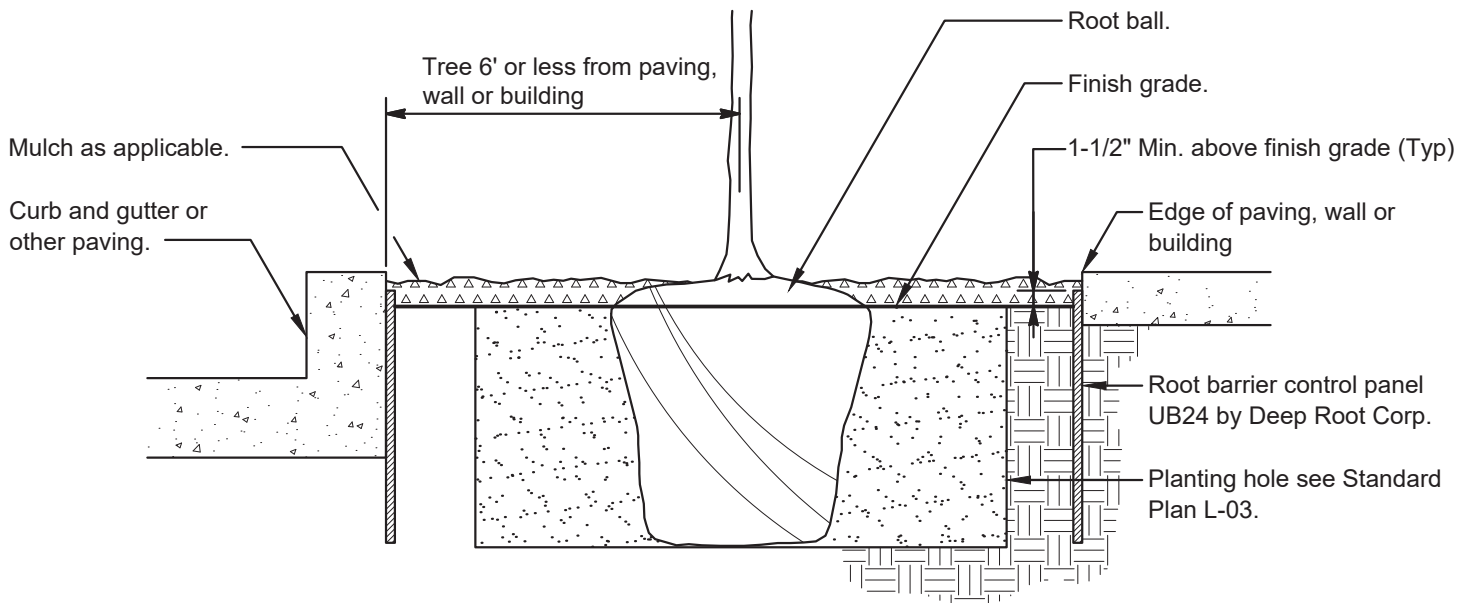 Root ball.
Tree 6' or less from paving,
wall or building
Finish grade.
Mulch as applicable.
1-1/2" Min. above finish grade (Typ)
Curb and gutter or
other paving.
Edge of paving, wall or
building
Root barrier control panel
UB24 by Deep Root Corp.
Planting hole see Standard
Plan L-03.